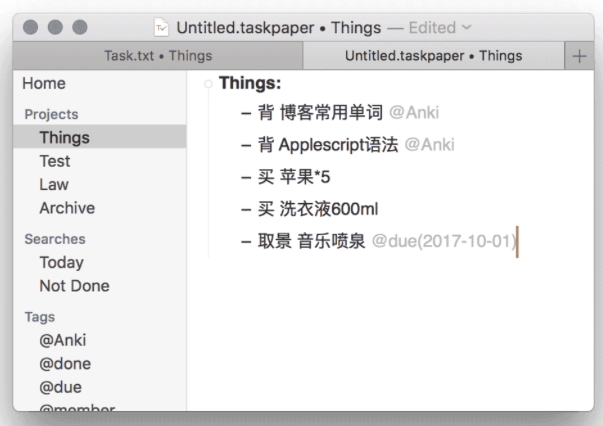 Untitled.taskpaper • Things — Edited
Task.txt • Things
Untitled.taskpaper • Things
Home
Projects
Things
Test
Law
Archive
Searches
Today
Not Done
Tags
@Anki
@done
@due
@member
Things:
– 背 博客常用单词 @Anki
– 背 Applescript语法 @Anki
– 买 苹果*5
– 买 洗衣液600ml
– 取景 音乐喷泉 @due(2017-10-01)